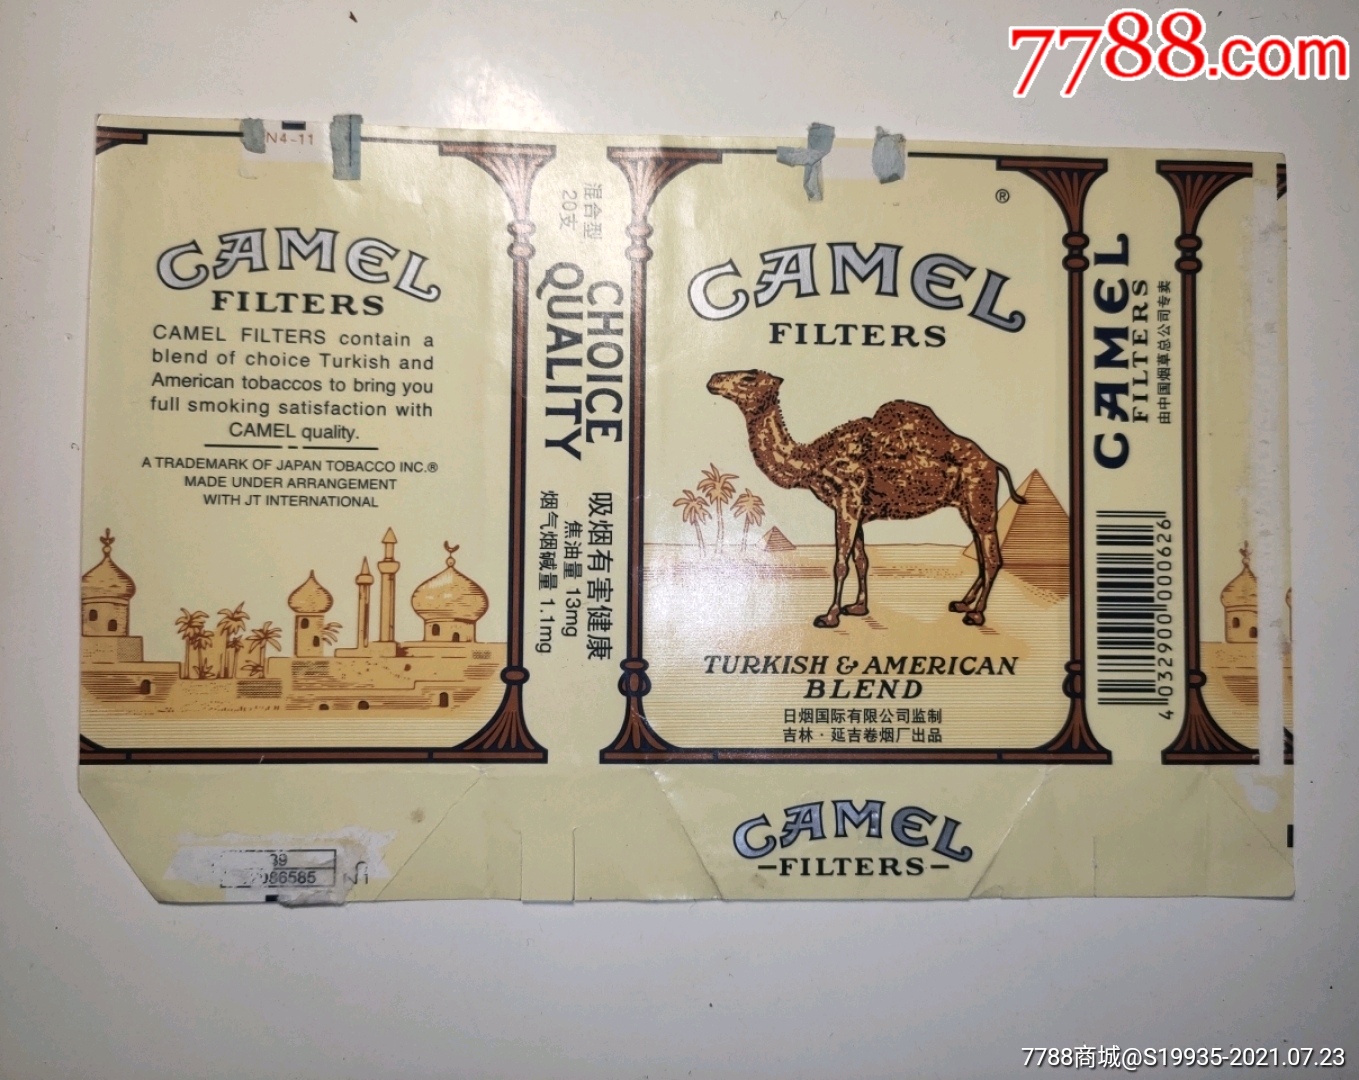 7788.com
N4-11
CAMEL
FILTERS
CAMEL FILTERS contain a
blend of choice Turkish and
American tobaccos to bring you
full smoking satisfaction with
CAMEL quality.
A TRADEMARK OF JAPAN TOBACCO INC.®
MADE UNDER ARRANGEMENT
WITH JT INTERNATIONAL
混合型
20支
CHOICE
QUALITY
吸烟有害健康
焦油量 13mg
烟气烟碱量 1.1mg
®
CAMEL
FILTERS
TURKISH & AMERICAN
BLEND
日烟国际有限公司监制
吉林·延吉卷烟厂出品
CAMEL
FILTERS
由中国烟草总公司专卖
4 032900 000626
CAMEL
-FILTERS-
39
086585
7788商城@S19935-2021.07.23